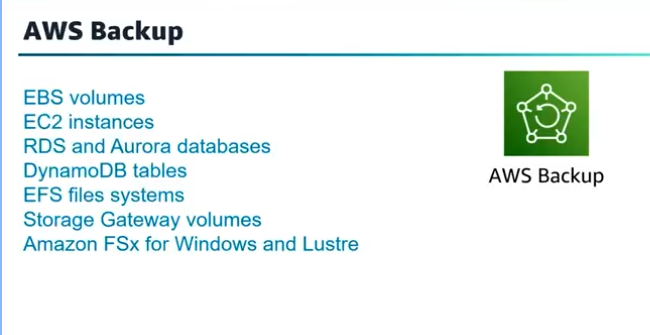 AWS Backup
EBS volumes
EC2 instances
RDS and Aurora databases
DynamoDB tables
EFS files systems
Storage Gateway volumes
Amazon FSx for Windows and Lustre
AWS Backup